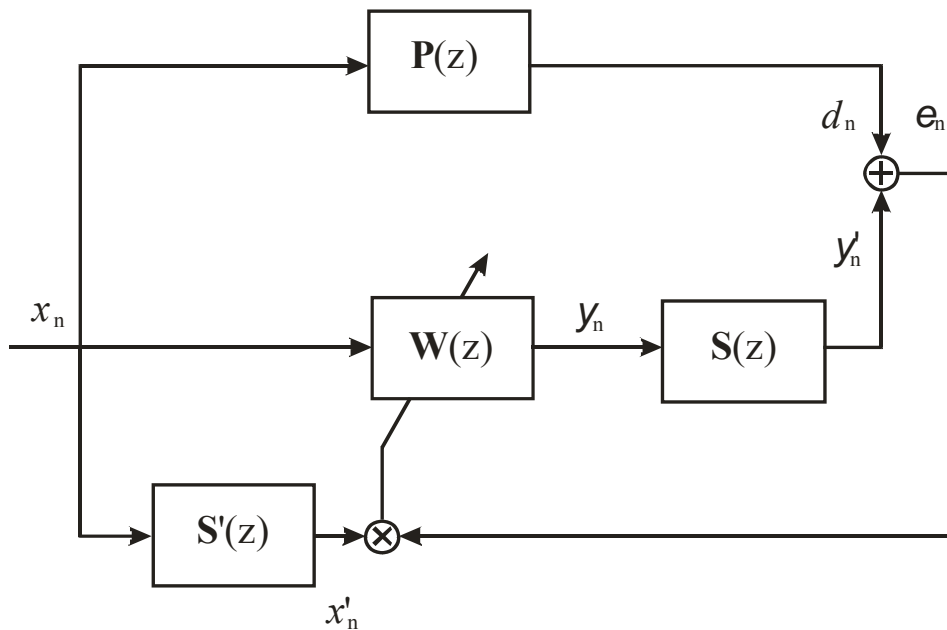 P(z)
d_n
e_n
y'_n
x_n
y_n
W(z)
S(z)
S'(z)
x'_n